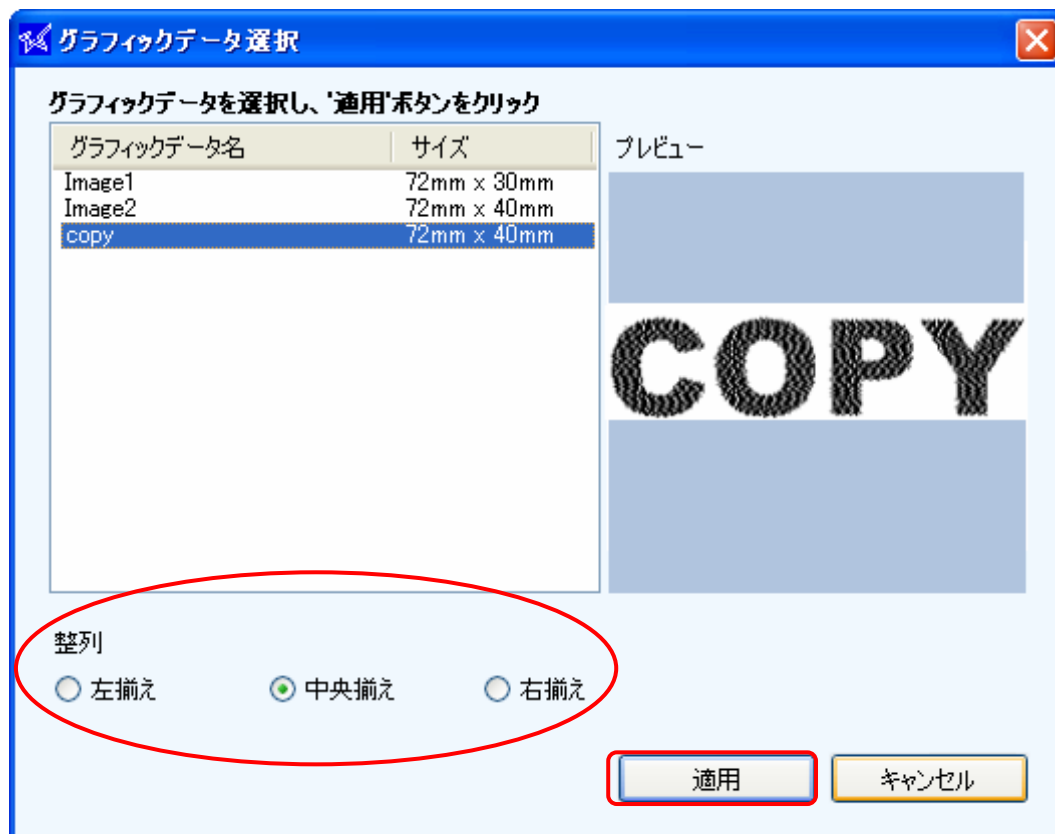 グラフィックデータ選択
グラフィックデータを選択し、'適用'ボタンをクリック
グラフィックデータ名 サイズ プレビュー
Image1 72mm x 30mm
Image2 72mm x 40mm
copy 72mm x 40mm
COPY
整列
左揃え 中央揃え 右揃え
適用 キャンセル